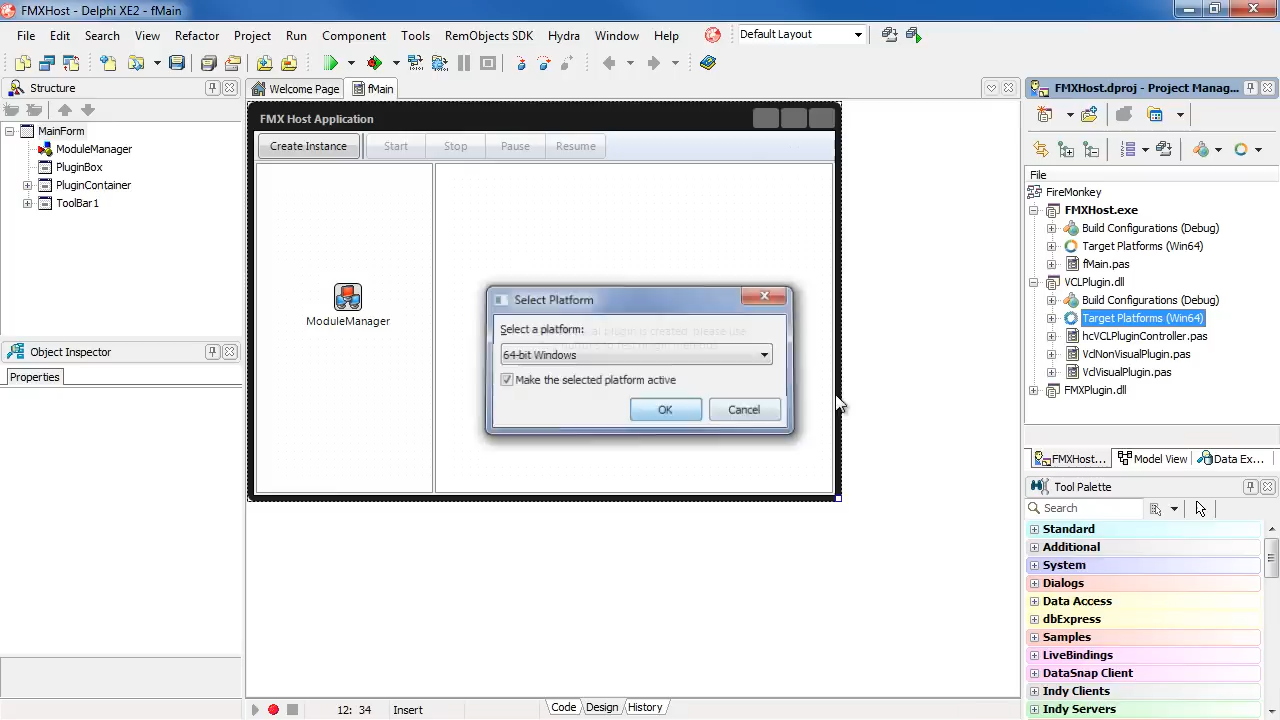 FMXHost - Delphi XE2 - fMain
File Edit Search View Refactor Project Run Component Tools RemObjects SDK Hydra Window Help Default Layout
Structure
Welcome Page fMain
FMXHost.dproj - Project Manag...
MainForm
ModuleManager
PluginBox
PluginContainer
ToolBar1
FMX Host Application
Create Instance Start Stop Pause Resume
ModuleManager
Select Platform
Select a platform:
64-bit Windows
Make the selected platform active
OK Cancel
File
FireMonkey
FMXHost.exe
Build Configurations (Debug)
Target Platforms (Win64)
fMain.pas
VCLPlugin.dll
Build Configurations (Debug)
Target Platforms (Win64)
hcVCLPluginController.pas
VclNonVisualPlugin.pas
VclVisualPlugin.pas
FMXPlugin.dll
Object Inspector
Properties
FMXHost... Model View Data Ex...
Tool Palette
Search
Standard
Additional
System
Dialogs
Data Access
dbExpress
Samples
LiveBindings
DataSnap Client
Indy Clients
Indy Servers
12: 34 Insert Code Design History